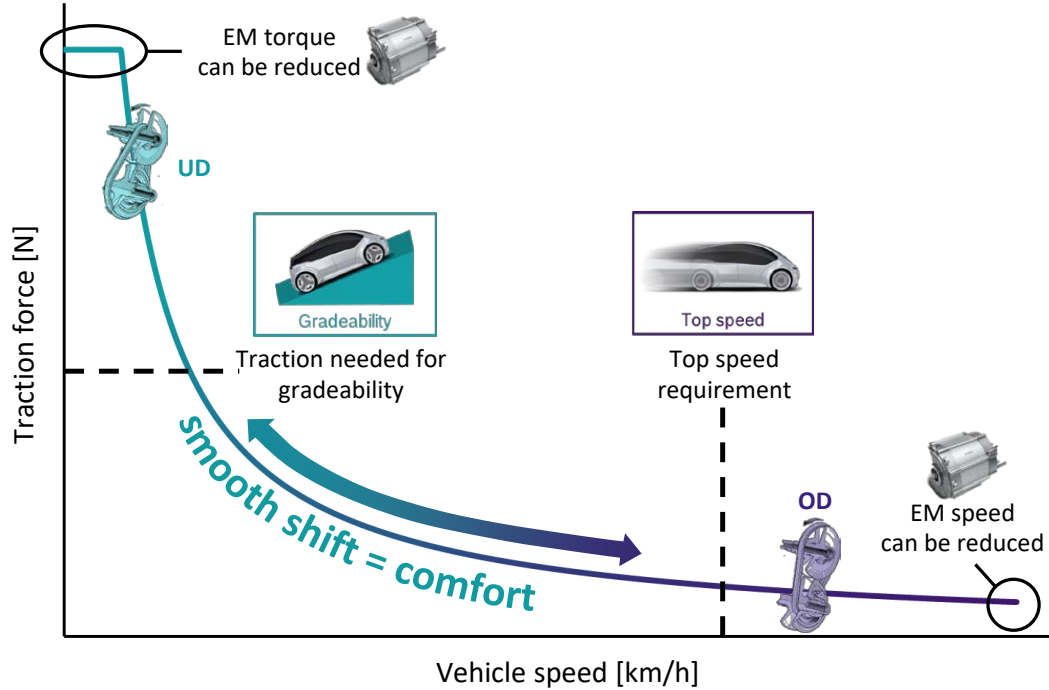 EM torque
can be reduced
UD
Traction force [N]
Gradeability
Traction needed for
gradeability
Top speed
Top speed
requirement
smooth shift = comfort
OD
EM speed
can be reduced
Vehicle speed [km/h]